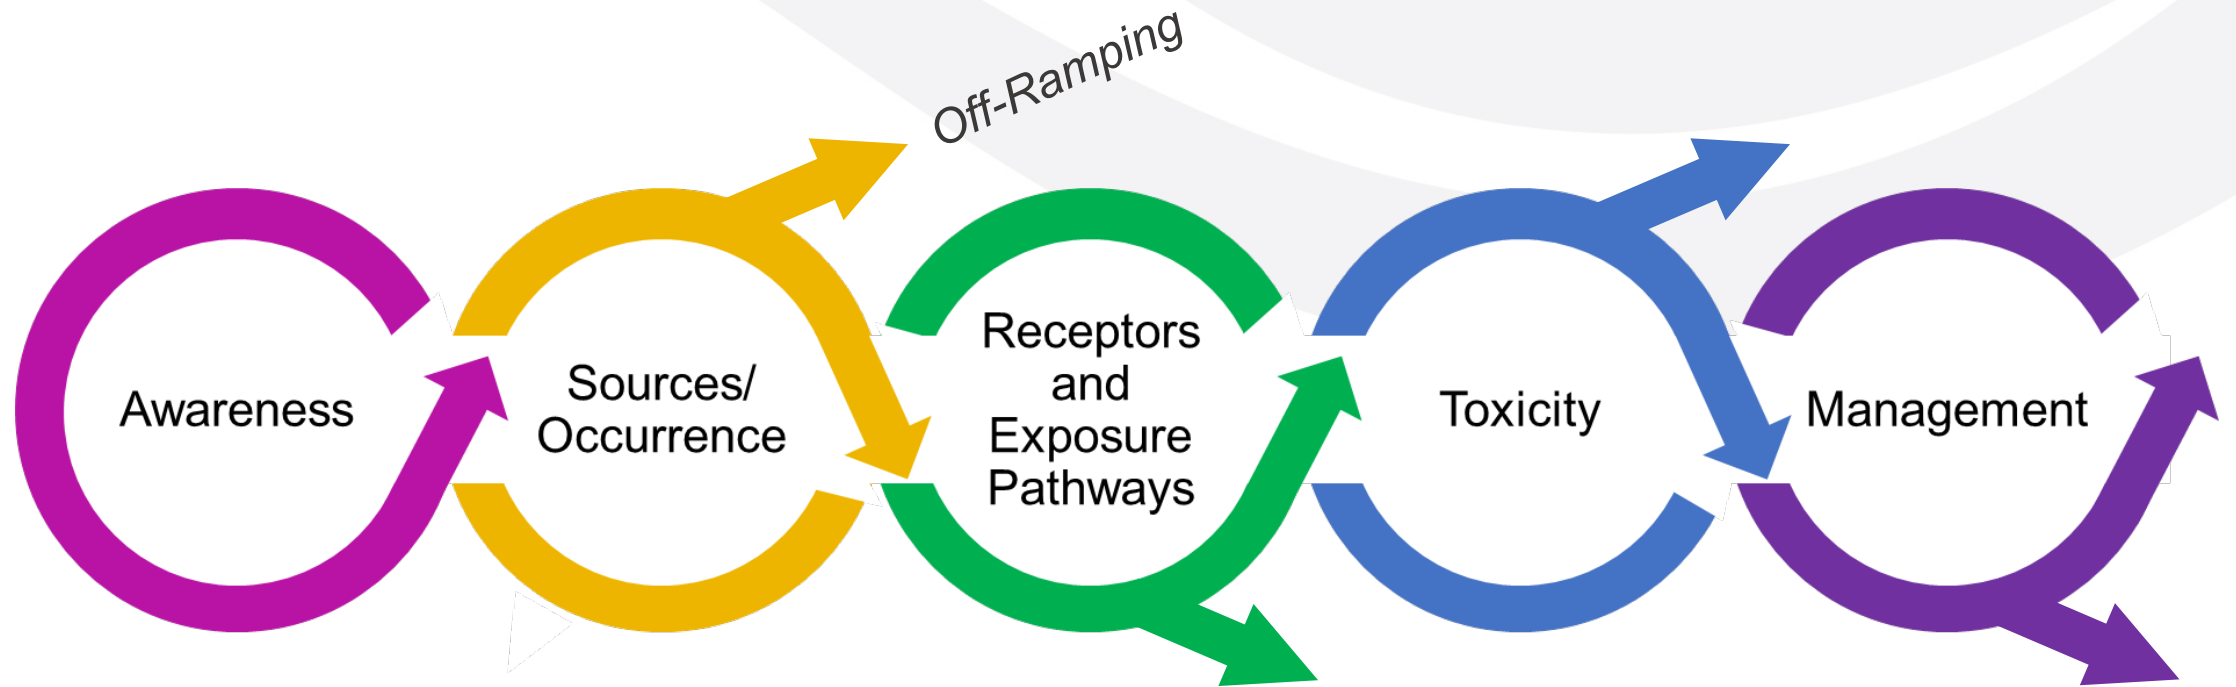 Off-Ramping
Awareness
Sources/
Occurrence
Receptors
and
Exposure
Pathways
Toxicity
Management